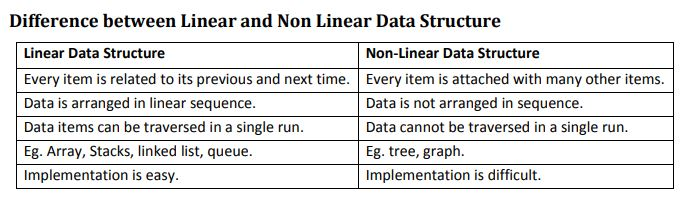 Difference between Linear and Non Linear Data Structure
Linear Data Structure Non-Linear Data Structure
Every item is related to its previous and next time. Every item is attached with many other items.
Data is arranged in linear sequence. Data is not arranged in sequence.
Data items can be traversed in a single run. Data cannot be traversed in a single run.
Eg. Array, Stacks, linked list, queue. Eg. tree, graph.
Implementation is easy. Implementation is difficult.